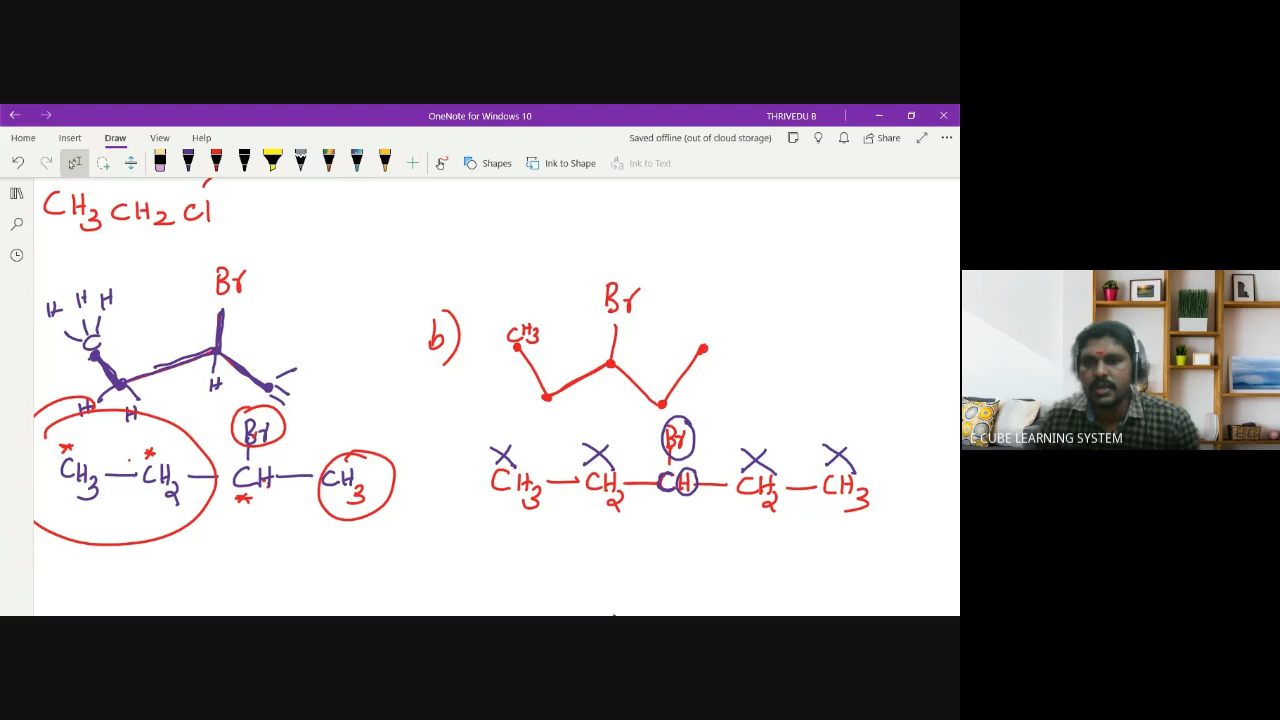 OneNote for Windows 10
THRIVEDU B
Home Insert Draw View Help
Saved offline (out of cloud storage)
Share
Shapes
Ink to Shape
Ink to Text
CH3 CH2 Cl
Br
H H H
C
H
H H
b)
Br
CH3
Br
CH3 — CH2 — CH — CH3
* * *
Br
X X X X
CH3 — CH2 — CH — CH2 — CH3
C CUBE LEARNING SYSTEM